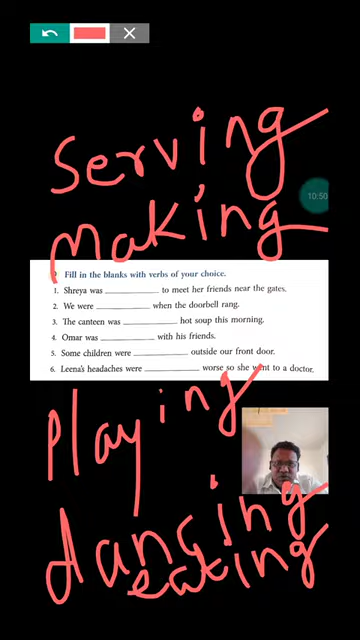 Serving
10:50
Making
Fill in the blanks with verbs of your choice.
1. Shreya was ____________ to meet her friends near the gates.
2. We were ____________ when the doorbell rang.
3. The canteen was ____________ hot soup this morning.
4. Omar was ____________ with his friends.
5. Some children were ____________ outside our front door.
6. Leena's headaches were ____________ worse so she went to a doctor.
Playing
dancing
eating